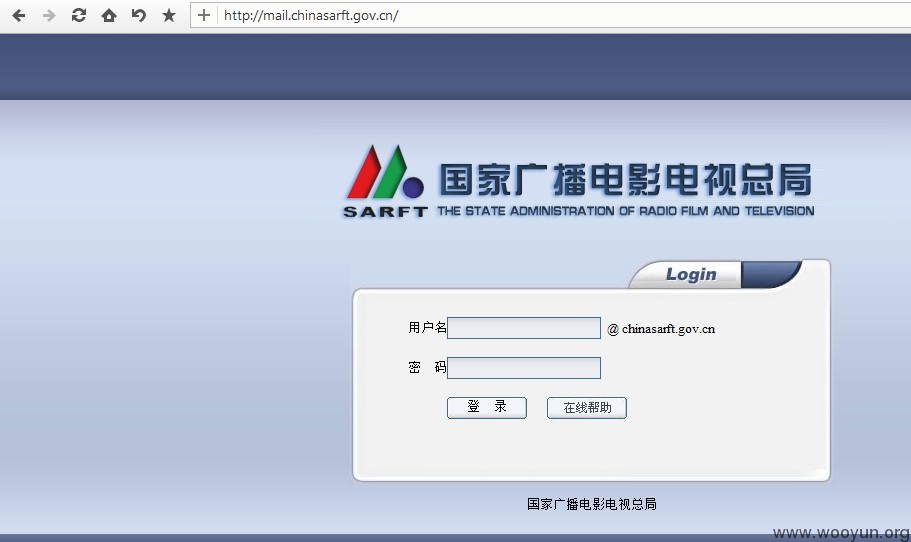 http://mail.chinasarft.gov.cn/
国家广播电影电视总局
SARFT THE STATE ADMINISTRATION OF RADIO FILM AND TELEVISION
Login
用户名 @ chinasarft.gov.cn
密 码
登 录 在线帮助
国家广播电影电视总局
www.wooyun.org